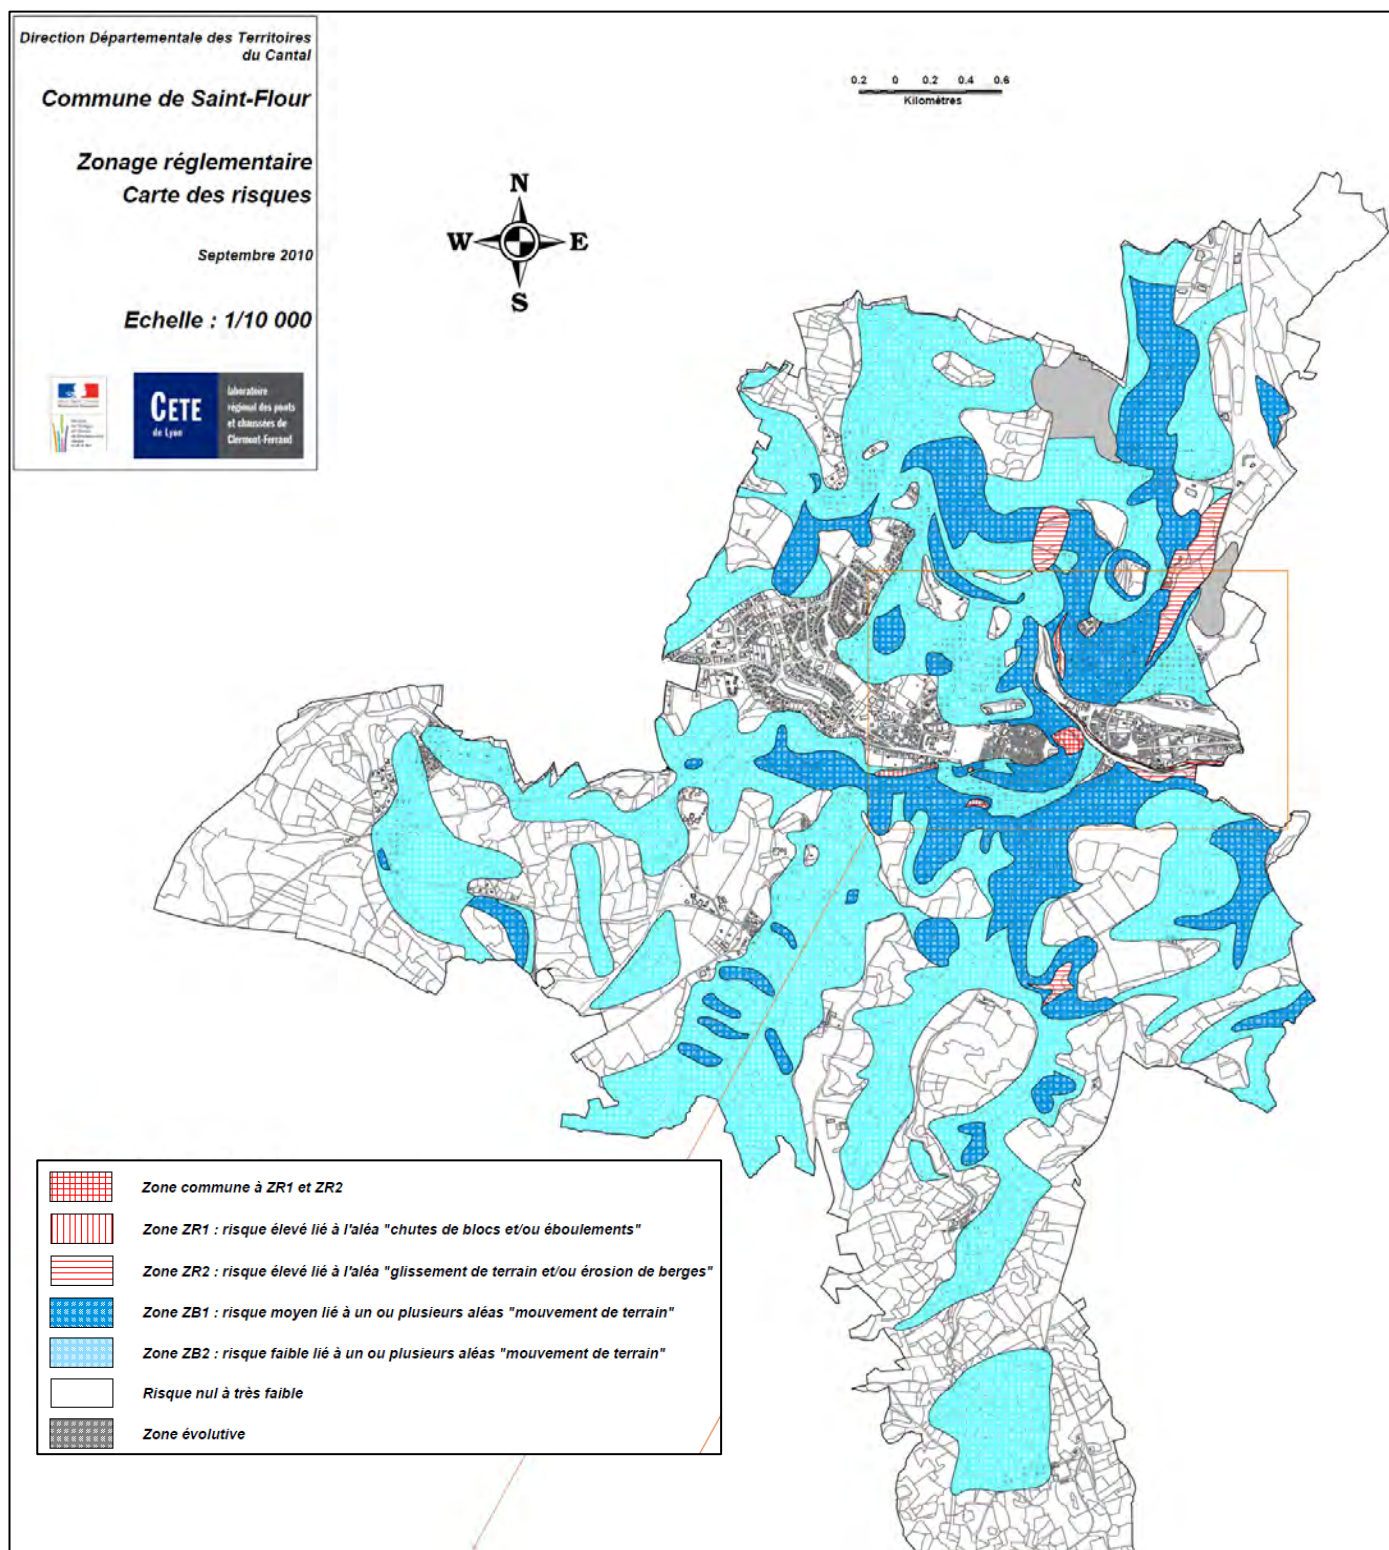 Direction Départementale des Territoires
du Cantal
Commune de Saint-Flour
Zonage réglementaire
Carte des risques
Septembre 2010
Echelle : 1/10 000
CETE
de Lyon
laboratoire
régional des ponts
et chaussées de
Clermont-Ferrand
0.2 0 0.2 0.4 0.6
Kilomètres
N
W E
S
Zone commune à ZR1 et ZR2
Zone ZR1 : risque élevé lié à l'aléa "chutes de blocs et/ou éboulements"
Zone ZR2 : risque élevé lié à l'aléa "glissement de terrain et/ou érosion de berges"
Zone ZB1 : risque moyen lié à un ou plusieurs aléas "mouvement de terrain"
Zone ZB2 : risque faible lié à un ou plusieurs aléas "mouvement de terrain"
Risque nul à très faible
Zone évolutive